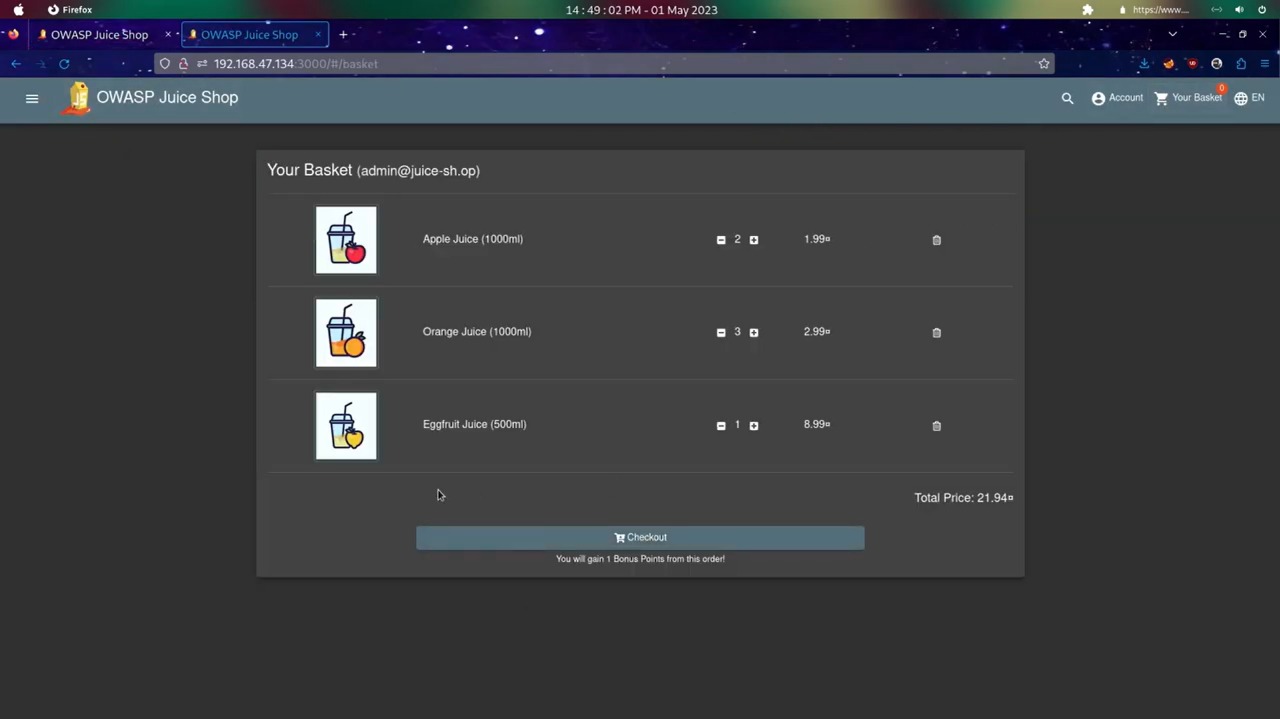 Firefox
14:49:02 PM - 01 May 2023
https://www...
OWASP Juice Shop
OWASP Juice Shop
192.168.47.134:3000/#/basket
OWASP Juice Shop
Account
Your Basket
0
EN
Your Basket (admin@juice-sh.op)
Apple Juice (1000ml) 2 1.99¤
Orange Juice (1000ml) 3 2.99¤
Eggfruit Juice (500ml) 1 8.99¤
Total Price: 21.94¤
Checkout
You will gain 1 Bonus Points from this order!